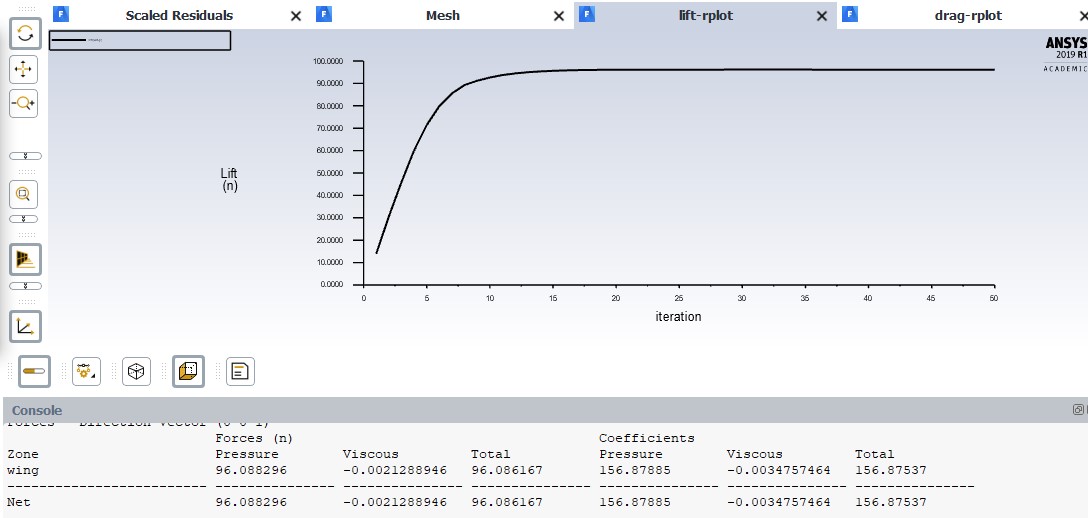 Scaled Residuals
Mesh
lift-rplot
drag-rplot
ANSYS
2019 R1
ACADEMIC
100.0000
90.0000
80.0000
70.0000
60.0000
50.0000
40.0000
30.0000
20.0000
10.0000
0.0000
Lift
(n)
0 5 10 15 20 25 30 35 40 45 50
iteration
Console
Forces - Direction Vector (0 0 1)
Forces (n) Coefficients
Zone Pressure Viscous Total Pressure Viscous Total
wing 96.088296 -0.0021288946 96.086167 156.87885 -0.0034757464 156.87537
Net 96.088296 -0.0021288946 96.086167 156.87885 -0.0034757464 156.87537